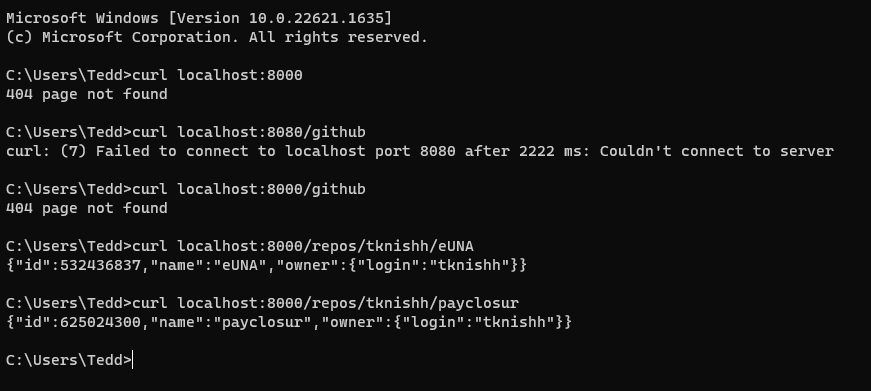 Microsoft Windows [Version 10.0.22621.1635]
(c) Microsoft Corporation. All rights reserved.
C:\Users\Tedd>curl localhost:8000
404 page not found
C:\Users\Tedd>curl localhost:8080/github
curl: (7) Failed to connect to localhost port 8080 after 2222 ms: Couldn't connect to server
C:\Users\Tedd>curl localhost:8000/github
404 page not found
C:\Users\Tedd>curl localhost:8000/repos/tknishh/eUNA
{"id":532436837,"name":"eUNA","owner":{"login":"tknishh"}}
C:\Users\Tedd>curl localhost:8000/repos/tknishh/payclosur
{"id":625024300,"name":"payclosur","owner":{"login":"tknishh"}}
C:\Users\Tedd>